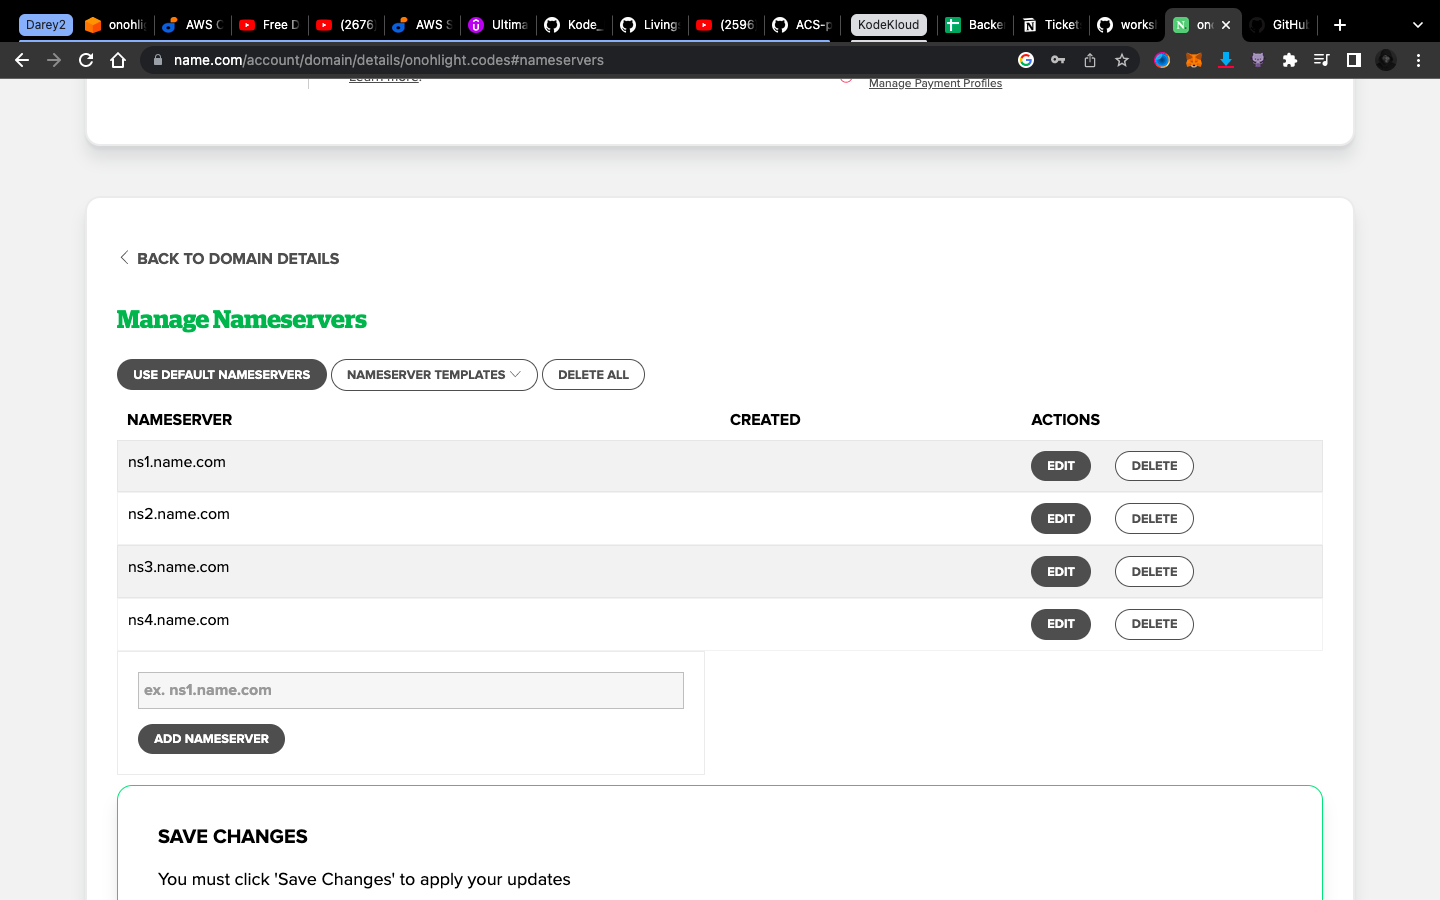 Darey2 onohli AWS C Free D (2676 AWS S Ultima Kode_ Living (2596 ACS-p KodeKloud Backe Ticket works on GitHub
name.com/account/domain/details/onohlight.codes#nameservers
Learn more.
Manage Payment Profiles
BACK TO DOMAIN DETAILS
Manage Nameservers
USE DEFAULT NAMESERVERS NAMESERVER TEMPLATES DELETE ALL
NAMESERVER CREATED ACTIONS
ns1.name.com EDIT DELETE
ns2.name.com EDIT DELETE
ns3.name.com EDIT DELETE
ns4.name.com EDIT DELETE
ex. ns1.name.com
ADD NAMESERVER
SAVE CHANGES
You must click 'Save Changes' to apply your updates